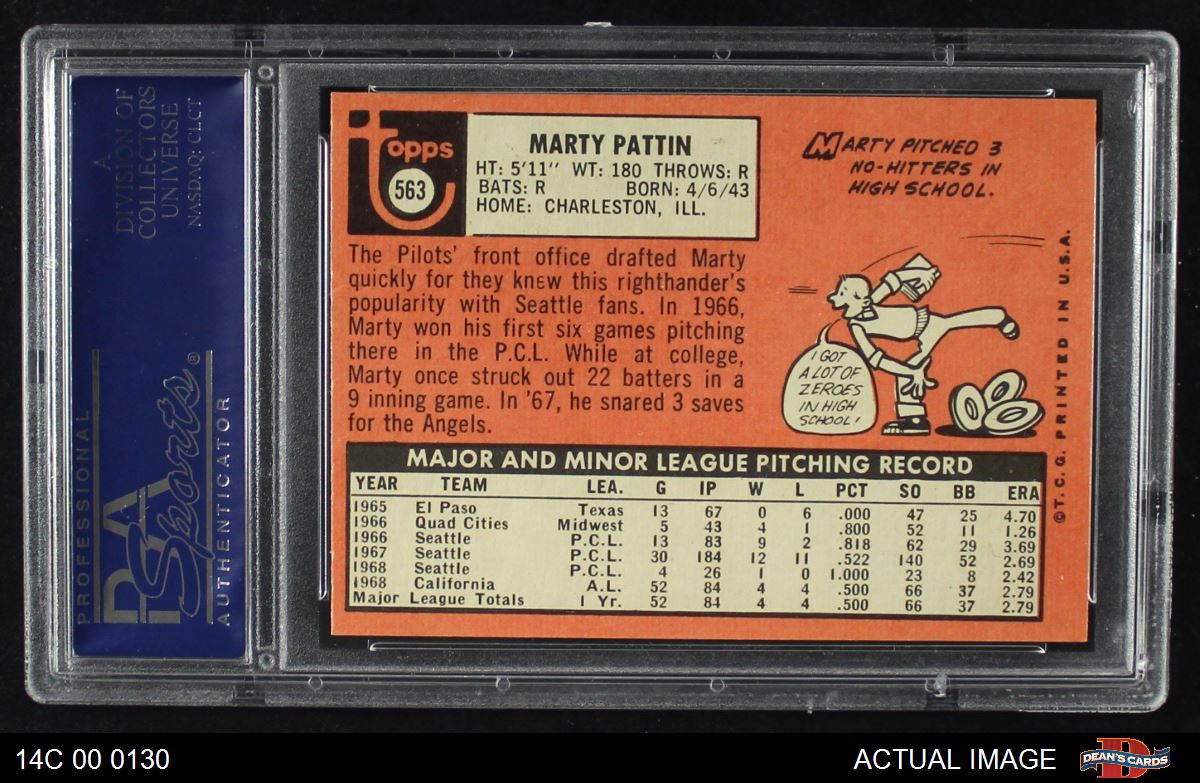 A
DIVISION OF
COLLECTORS
UNIVERSE
NASDAQ: CLCT
PROFESSIONAL
PSA
Sports®
AUTHENTICATOR
Topps
563
MARTY PATTIN
HT: 5'11" WT: 180 THROWS: R
BATS: R BORN: 4/6/43
HOME: CHARLESTON, ILL.
MARTY PITCHED 3
NO-HITTERS IN
HIGH SCHOOL.
The Pilots' front office drafted Marty
quickly for they knew this righthander's
popularity with Seattle fans. In 1966,
Marty won his first six games pitching
there in the P.C.L. While at college,
Marty once struck out 22 batters in a
9 inning game. In '67, he snared 3 saves
for the Angels.
I GOT
A LOT OF
ZEROES
IN HIGH
SCHOOL!
© T. C. G. PRINTED IN U.S.A.
MAJOR AND MINOR LEAGUE PITCHING RECORD
YEAR TEAM LEA. G IP W L PCT SO BB ERA
1965 El Paso Texas 13 67 0 6 .000 47 25 4.70
1966 Quad Cities Midwest 5 43 4 1 .800 52 11 1.26
1966 Seattle P.C.L. 13 83 9 2 .818 62 29 3.69
1967 Seattle P.C.L. 30 184 12 11 .522 140 52 2.69
1968 Seattle P.C.L. 4 26 1 0 1.000 23 8 2.42
1968 California A.L. 52 84 4 4 .500 66 37 2.79
Major League Totals 1 Yr. 52 84 4 4 .500 66 37 2.79
14C 00 0130
ACTUAL IMAGE
D
DEAN'S CARDS